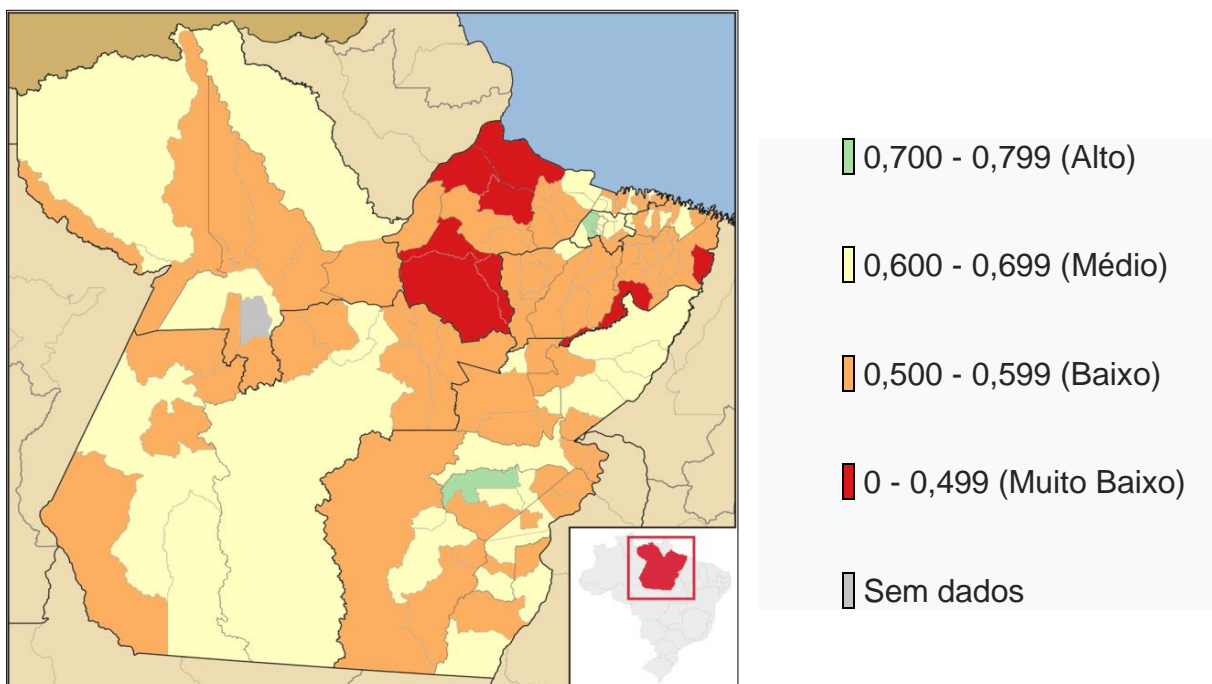 0,700 - 0,799 (Alto)
0,600 - 0,699 (Médio)
0,500 - 0,599 (Baixo)
0 - 0,499 (Muito Baixo)
Sem dados